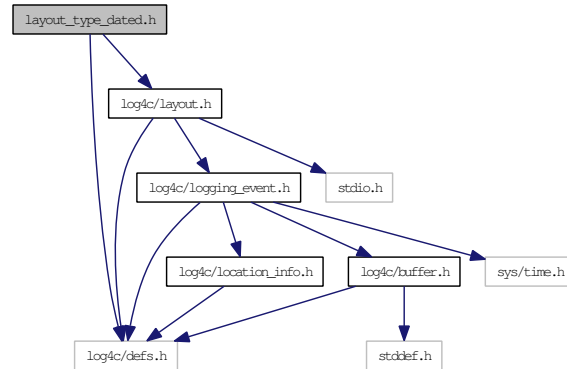 layout_type_dated.h
log4c/layout.h
log4c/logging_event.h
stdio.h
log4c/location_info.h
log4c/buffer.h
sys/time.h
log4c/defs.h
stddef.h